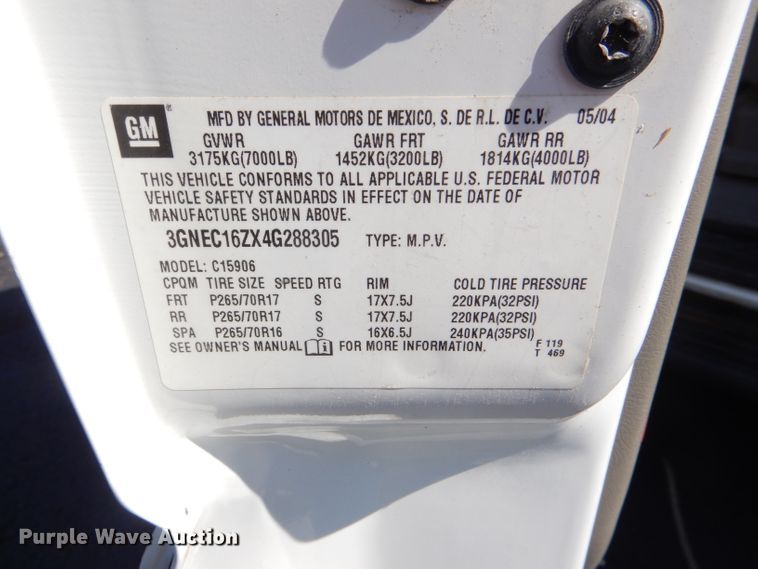 GM ® MFD BY GENERAL MOTORS DE MEXICO, S. DE R.L. DE C.V. 05/04
GVWR GAWR FRT GAWR RR
3175KG(7000LB) 1452KG(3200LB) 1814KG(4000LB)
THIS VEHICLE CONFORMS TO ALL APPLICABLE U.S. FEDERAL MOTOR
VEHICLE SAFETY STANDARDS IN EFFECT ON THE DATE OF
MANUFACTURE SHOWN ABOVE.
3GNEC16ZX4G288305 TYPE: M.P.V.
MODEL: C15906
CPQM TIRE SIZE SPEED RTG RIM COLD TIRE PRESSURE
FRT P265/70R17 S 17X7.5J 220KPA(32PSI)
RR P265/70R17 S 17X7.5J 220KPA(32PSI)
SPA P265/70R16 S 16X6.5J 240KPA(35PSI)
SEE OWNER'S MANUAL FOR MORE INFORMATION. F 119
T 469
Purple Wave Auction